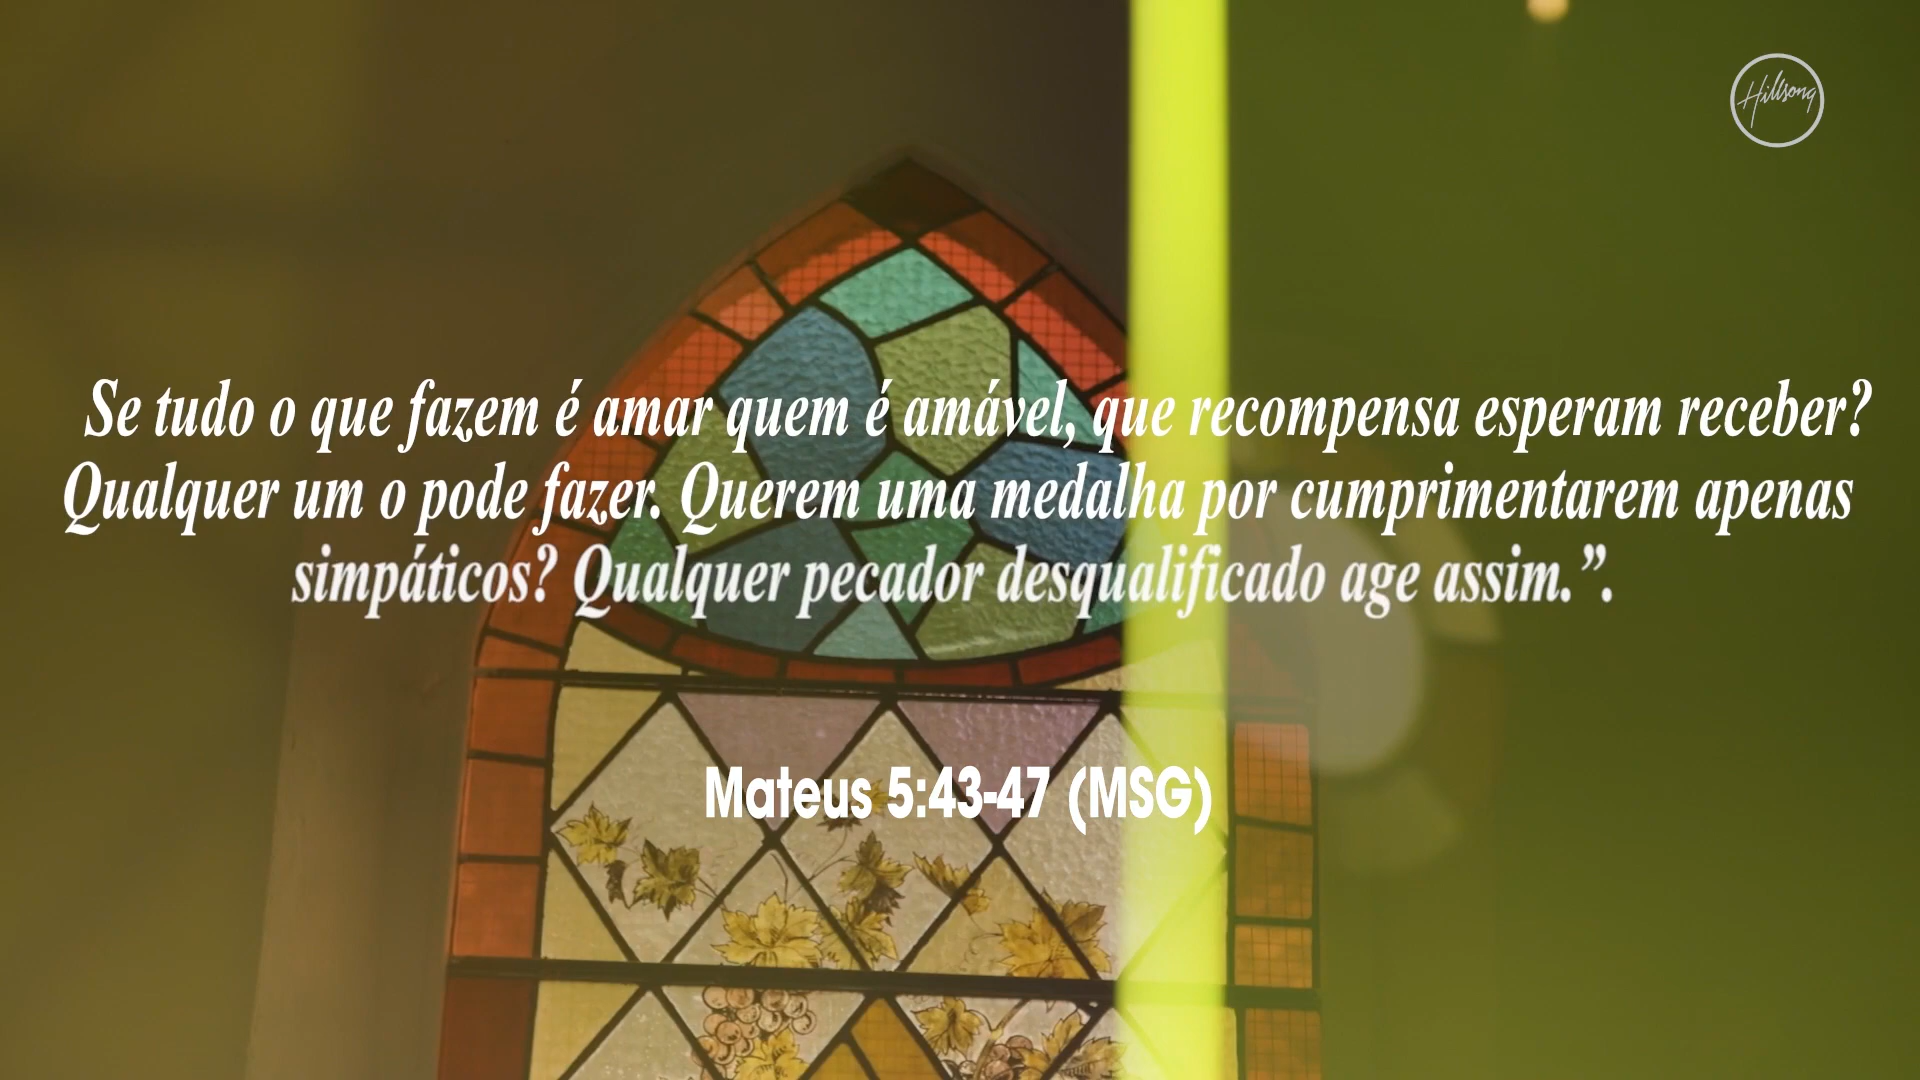 Hillsong
Se tudo o que fazem é amar quem é amável, que recompensa esperam receber?
Qualquer um o pode fazer. Querem uma medalha por cumprimentarem apenas
simpáticos? Qualquer pecador desqualificado age assim.”.
Mateus 5:43-47 (MSG)